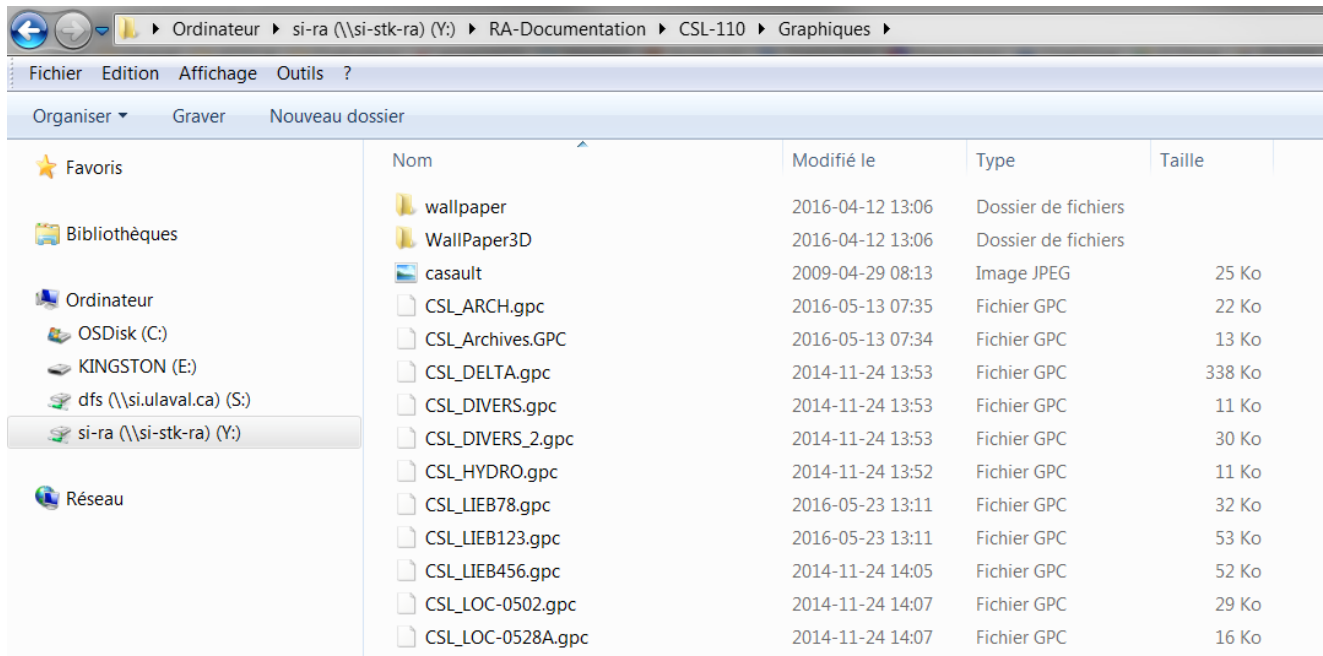 Ordinateur si-ra (\\si-stk-ra) (Y:) RA-Documentation CSL-110 Graphiques
Fichier Edition Affichage Outils ?
Organiser Graver Nouveau dossier
Favoris
Bibliothèques
Ordinateur
OSDisk (C:)
KINGSTON (E:)
dfs (\\si.ulaval.ca) (S:)
si-ra (\\si-stk-ra) (Y:)
Réseau
Nom Modifié le Type Taille
wallpaper 2016-04-12 13:06 Dossier de fichiers
WallPaper3D 2016-04-12 13:06 Dossier de fichiers
casault 2009-04-29 08:13 Image JPEG 25 Ko
CSL_ARCH.gpc 2016-05-13 07:35 Fichier GPC 22 Ko
CSL_Archives.GPC 2016-05-13 07:34 Fichier GPC 13 Ko
CSL_DELTA.gpc 2014-11-24 13:53 Fichier GPC 338 Ko
CSL_DIVERS.gpc 2014-11-24 13:53 Fichier GPC 11 Ko
CSL_DIVERS_2.gpc 2014-11-24 13:53 Fichier GPC 30 Ko
CSL_HYDRO.gpc 2014-11-24 13:52 Fichier GPC 11 Ko
CSL_LIEB78.gpc 2016-05-23 13:11 Fichier GPC 32 Ko
CSL_LIEB123.gpc 2016-05-23 13:11 Fichier GPC 53 Ko
CSL_LIEB456.gpc 2014-11-24 14:05 Fichier GPC 52 Ko
CSL_LOC-0502.gpc 2014-11-24 14:07 Fichier GPC 29 Ko
CSL_LOC-0528A.gpc 2014-11-24 14:07 Fichier GPC 16 Ko